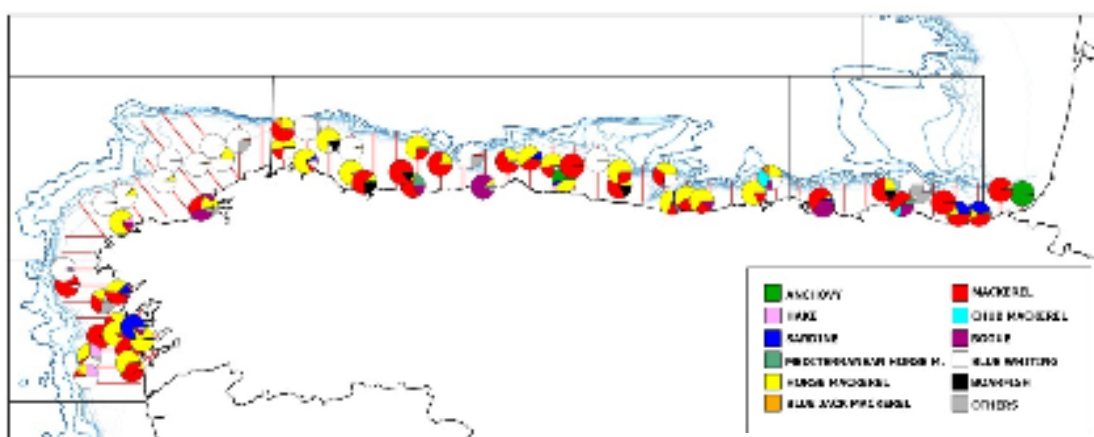 ANCHOVY
HAKE
SARDINE
MEDITERRANEAN HORSE M.
HORSE MACKEREL
BLUE JACK MACKEREL
MACKEREL
CHUB MACKEREL
BOGUE
BLUE WHITING
BOARFISH
OTHERS